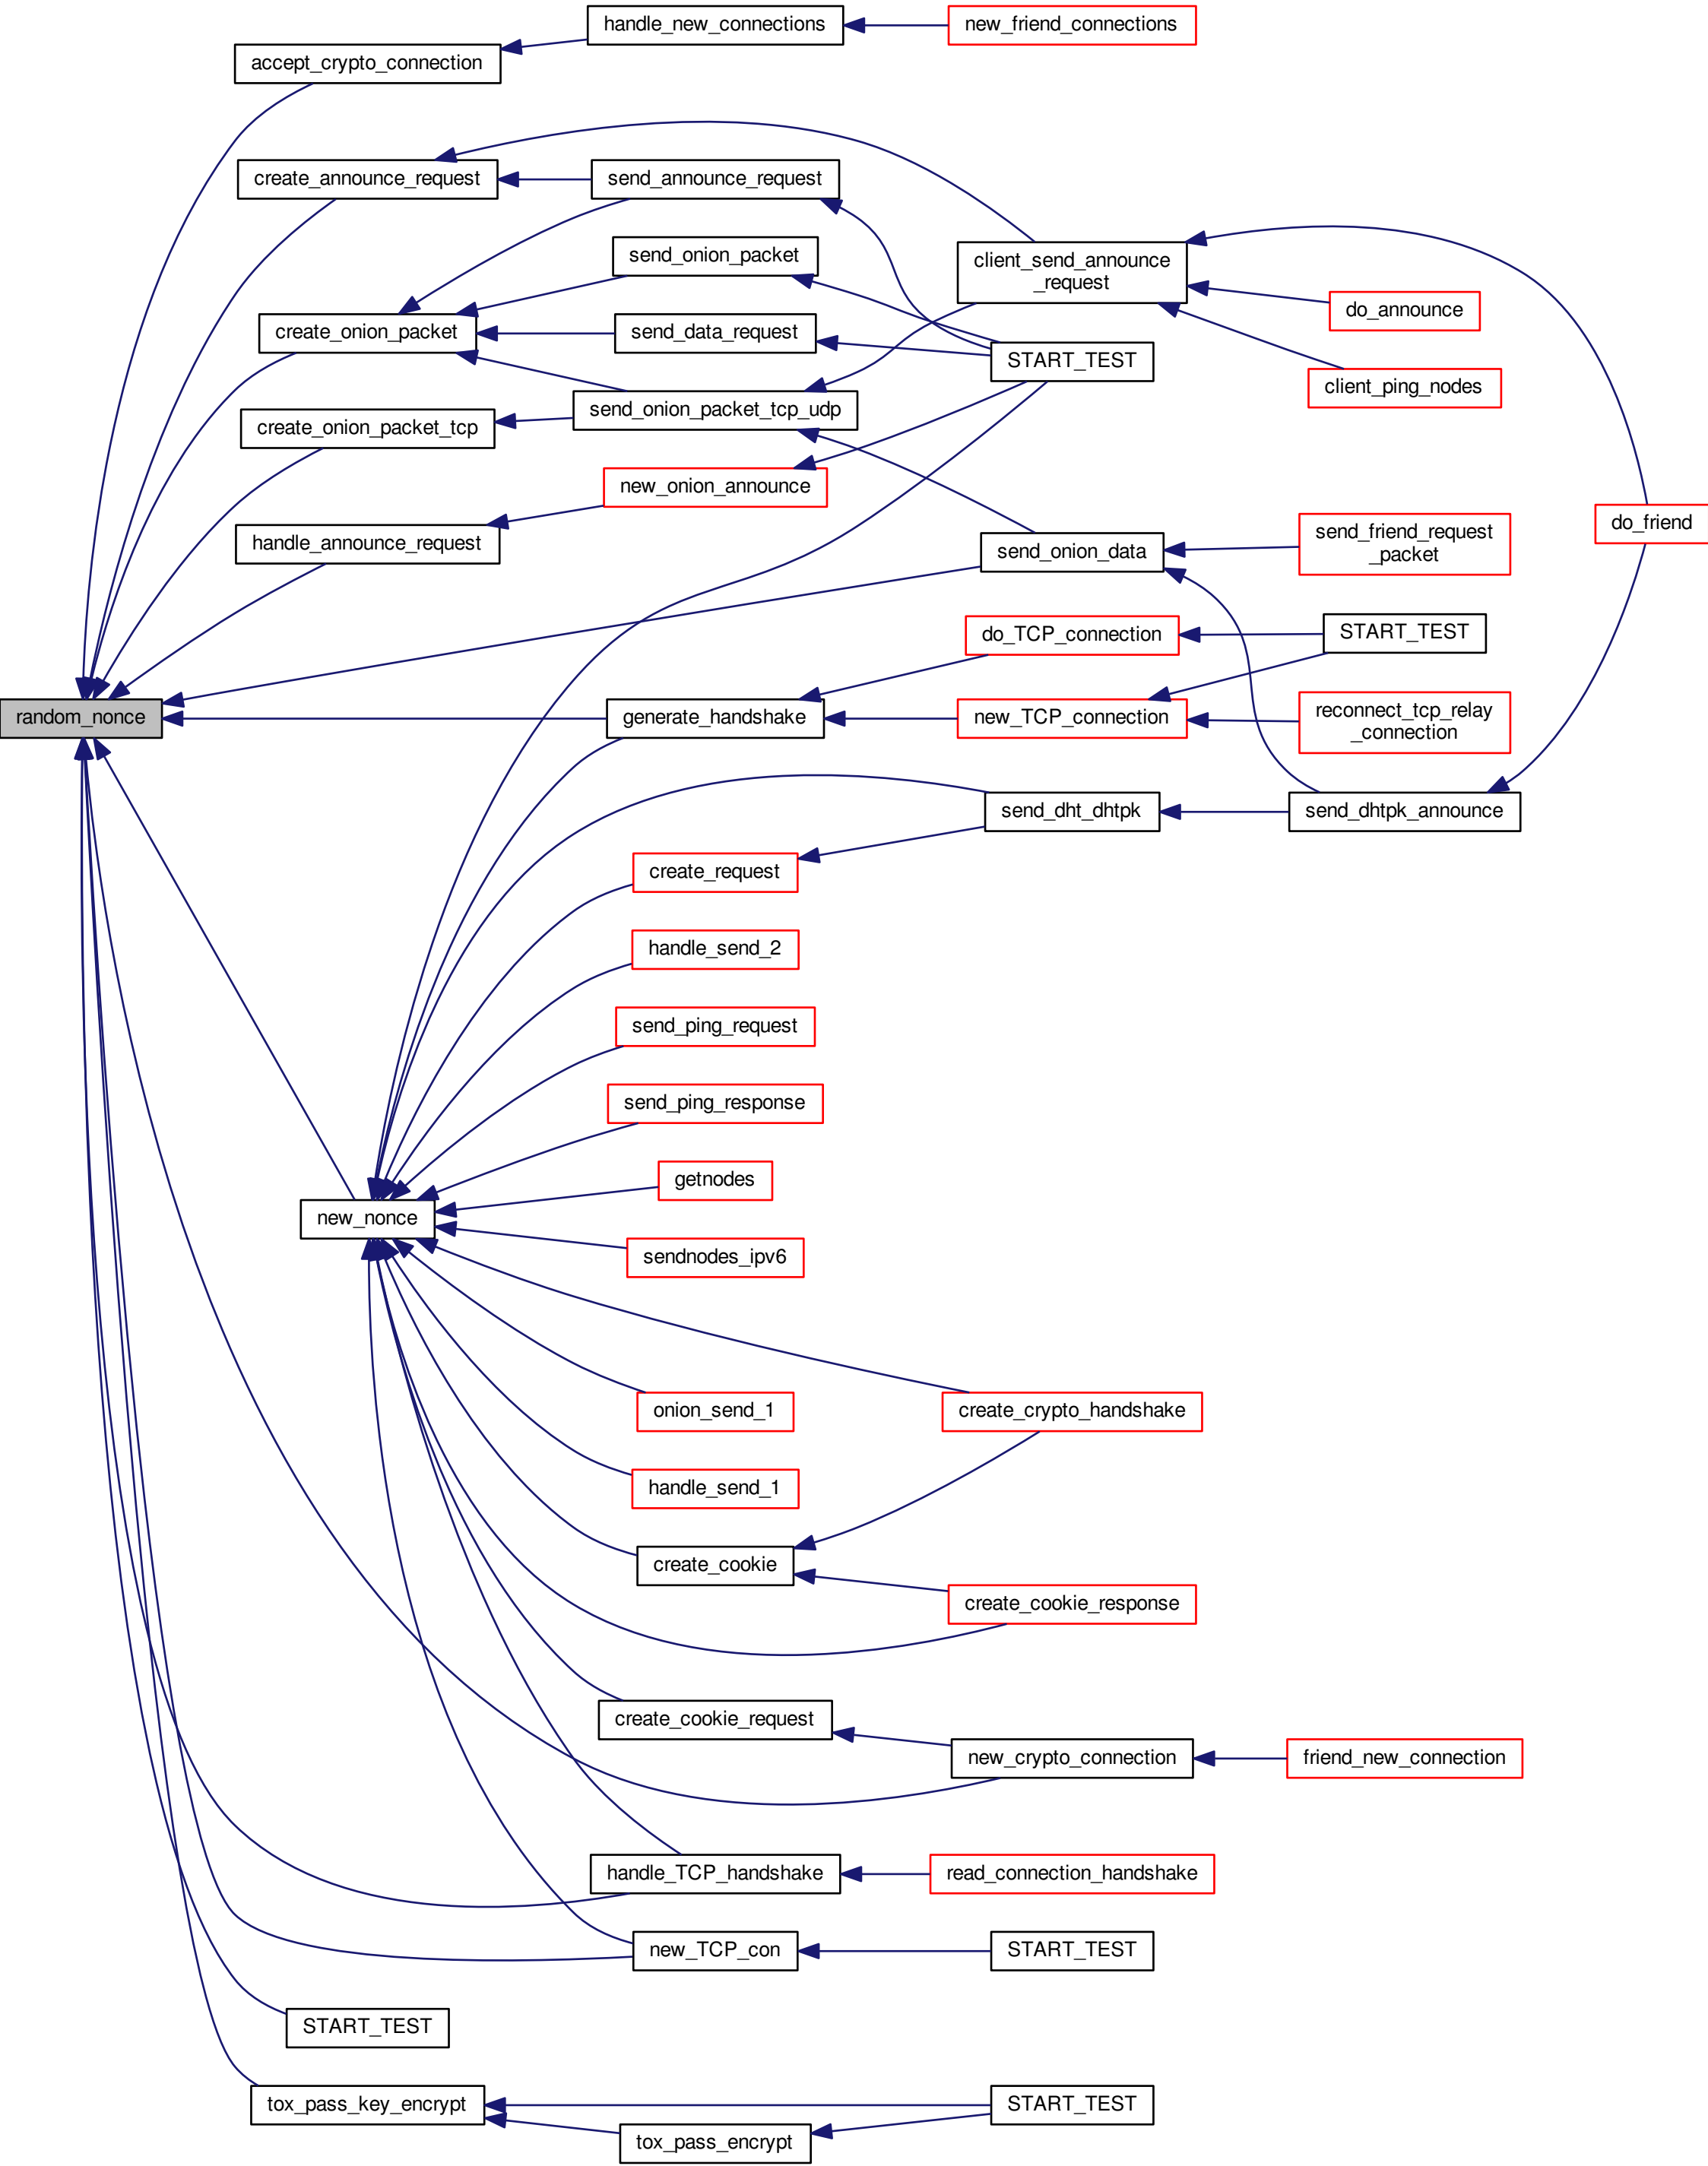 handle_new_connections
new_friend_connections
accept_crypto_connection
create_announce_request
send_announce_request
send_onion_packet
client_send_announce
_request
do_announce
create_onion_packet
send_data_request
START_TEST
client_ping_nodes
send_onion_packet_tcp_udp
create_onion_packet_tcp
new_onion_announce
handle_announce_request
send_onion_data
send_friend_request
_packet
do_friend
do_TCP_connection
START_TEST
random_nonce
generate_handshake
new_TCP_connection
reconnect_tcp_relay
_connection
send_dht_dhtpk
send_dhtpk_announce
create_request
handle_send_2
send_ping_request
send_ping_response
getnodes
new_nonce
sendnodes_ipv6
onion_send_1
create_crypto_handshake
handle_send_1
create_cookie
create_cookie_response
create_cookie_request
new_crypto_connection
friend_new_connection
handle_TCP_handshake
read_connection_handshake
new_TCP_con
START_TEST
START_TEST
tox_pass_key_encrypt
START_TEST
tox_pass_encrypt